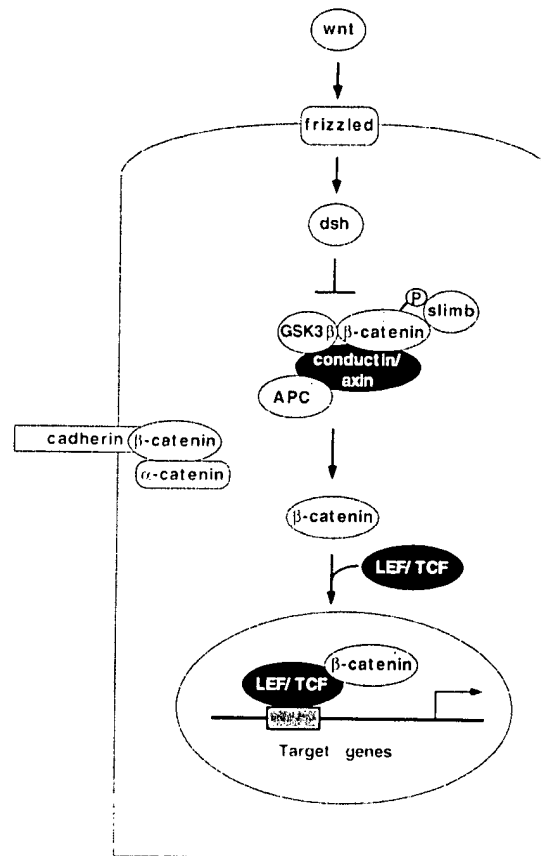 wnt
frizzled
dsh
P
slimb
GSK3β β-catenin
conductin/
axin
APC
cadherin β-catenin
α-catenin
β-catenin
LEF/ TCF
β-catenin
LEF/ TCF
Target genes